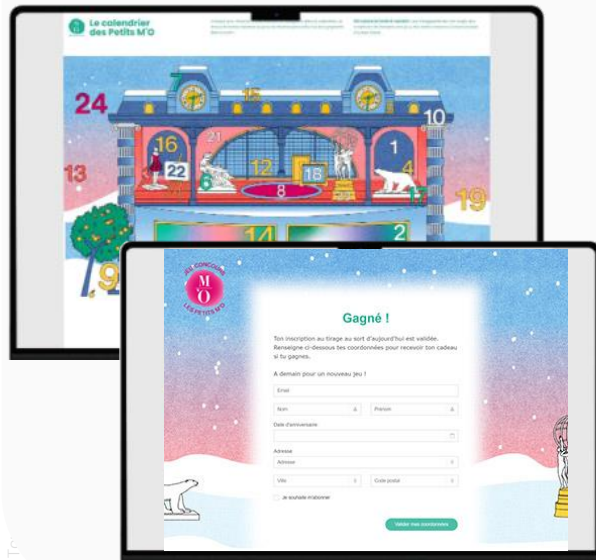 Le calendrier
des Petits M'O
24
15
10
16
21
1
22
12
18
4
13
6
8
17
19
14
2
9
JEU CONCOURS
M
'O
LES PETITS M'O
Gagné !
Ton inscription au tirage au sort d'aujourd'hui est validée.
Renseigne ci-dessous tes coordonnées pour recevoir ton cadeau
si tu gagnes.
A demain pour un nouveau jeu !
Email
Nom
Prénom
Date d'anniversaire
Adresse
Adresse
Ville
Code postal
Je souhaite m'abonner
Valider mes coordonnées